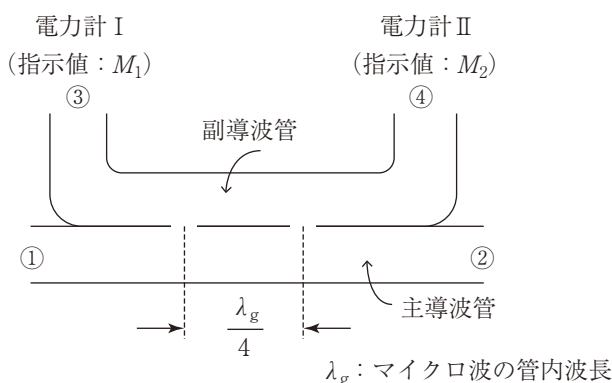 電力計Ⅰ
(指示値:M₁)
③
電力計Ⅱ
(指示値:M₂)
④
副導波管
①
②
主導波管
λg
4
λg:マイクロ波の管内波長